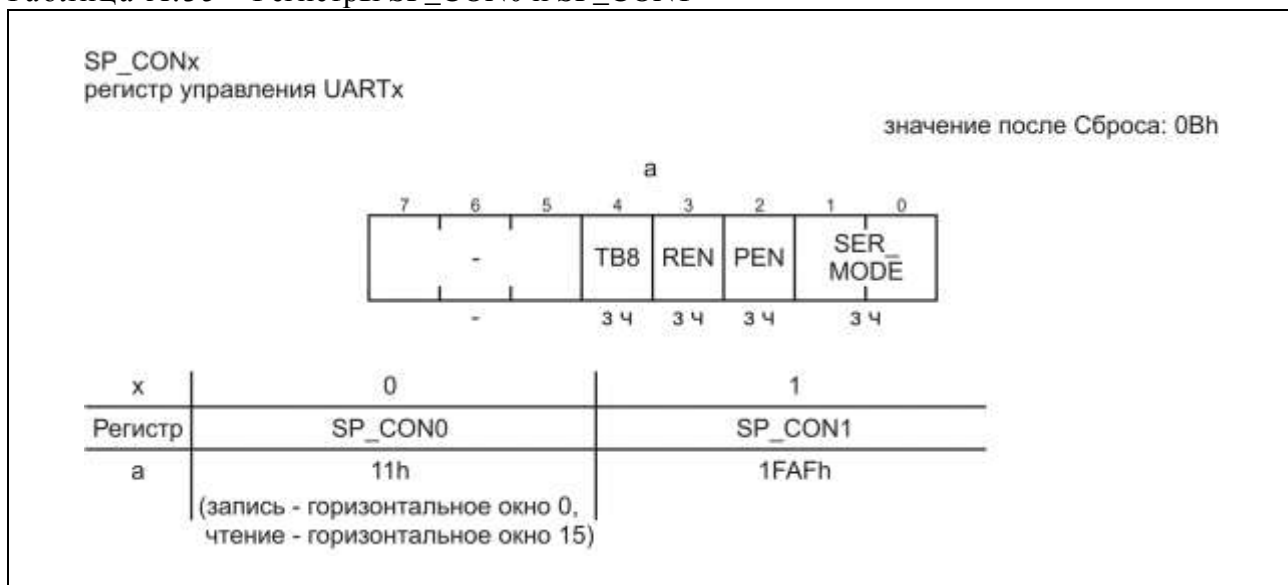 SP_CONx
регистр управления UARTx
значение после Сброса: 0Bh
a
7 6 5 4 3 2 1 0
- TB8 REN PEN SER_
MODE
- з ч з ч з ч з ч
x 0 1
Регистр SP_CON0 SP_CON1
a 11h 1FAFh
(запись - горизонтальное окно 0,
чтение - горизонтальное окно 15)